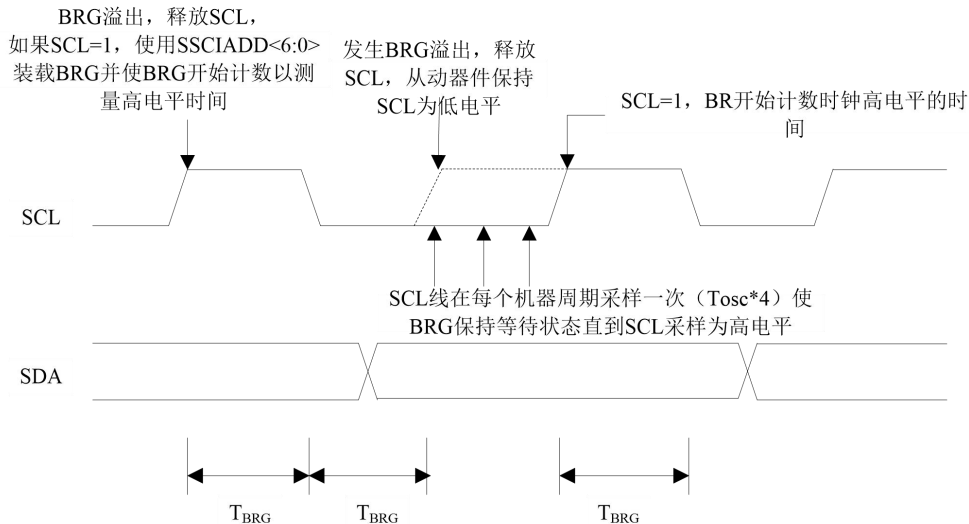 BRG溢出，释放SCL，
如果SCL=1，使用SSCIADD<6:0>
装载BRG并使BRG开始计数以测
量高电平时间
发生BRG溢出，释放
SCL，从动器件保持
SCL为低电平
SCL=1，BR开始计数时钟高电平的时
间
SCL
SCL线在每个机器周期采样一次（Tosc*4）使
BRG保持等待状态直到SCL采样为高电平
SDA
TBRG
TBRG
TBRG